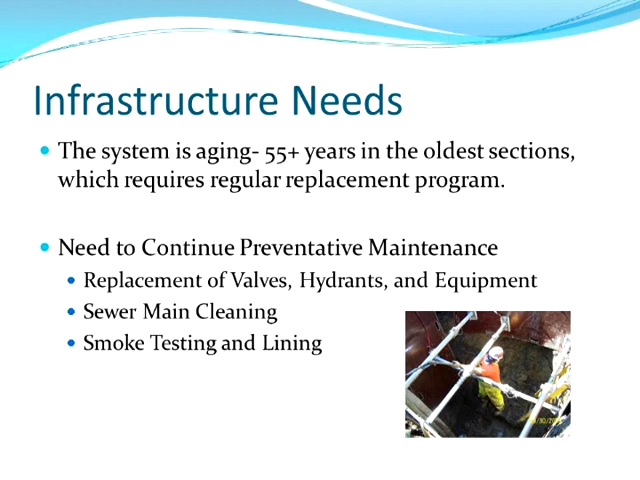 Infrastructure Needs
The system is aging- 55+ years in the oldest sections,
which requires regular replacement program.
Need to Continue Preventative Maintenance
Replacement of Valves, Hydrants, and Equipment
Sewer Main Cleaning
Smoke Testing and Lining